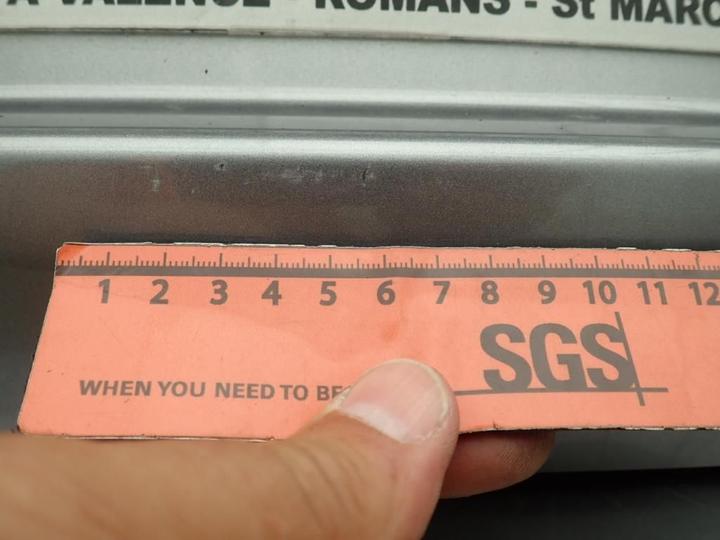 VALENCE - ROMANS - St MARC
1 2 3 4 5 6 7 8 9 10 11 12
SGS
WHEN YOU NEED TO BE